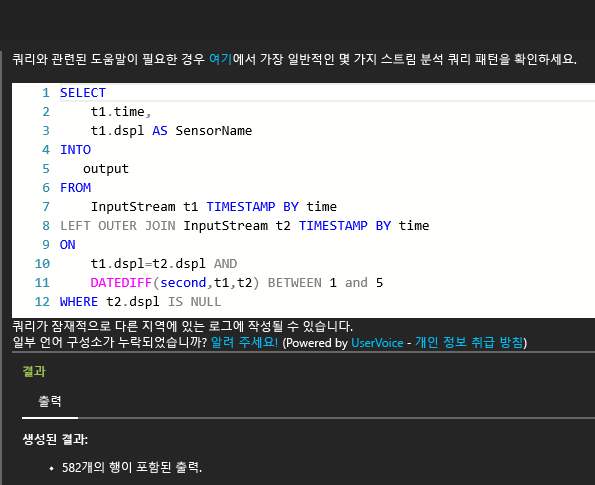 쿼리와 관련된 도움말이 필요한 경우 여기에서 가장 일반적인 몇 가지 스트림 분석 쿼리 패턴을 확인하세요.
1 SELECT
2 t1.time,
3 t1.dspl AS SensorName
4 INTO
5 output
6 FROM
7 InputStream t1 TIMESTAMP BY time
8 LEFT OUTER JOIN InputStream t2 TIMESTAMP BY time
9 ON
10 t1.dspl=t2.dspl AND
11 DATEDIFF(second,t1,t2) BETWEEN 1 and 5
12 WHERE t2.dspl IS NULL
쿼리가 잠재적으로 다른 지역에 있는 로그에 작성될 수 있습니다.
일부 언어 구성소가 누락되었습니까? 알려 주세요! (Powered by UserVoice - 개인 정보 취급 방침)
결과
출력
생성된 결과:
• 582개의 행이 포함된 출력.